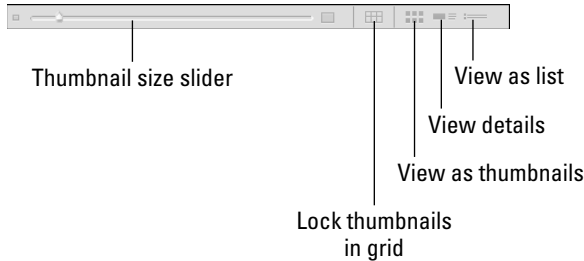 Thumbnail size slider
View as list
View details
View as thumbnails
Lock thumbnails
in grid